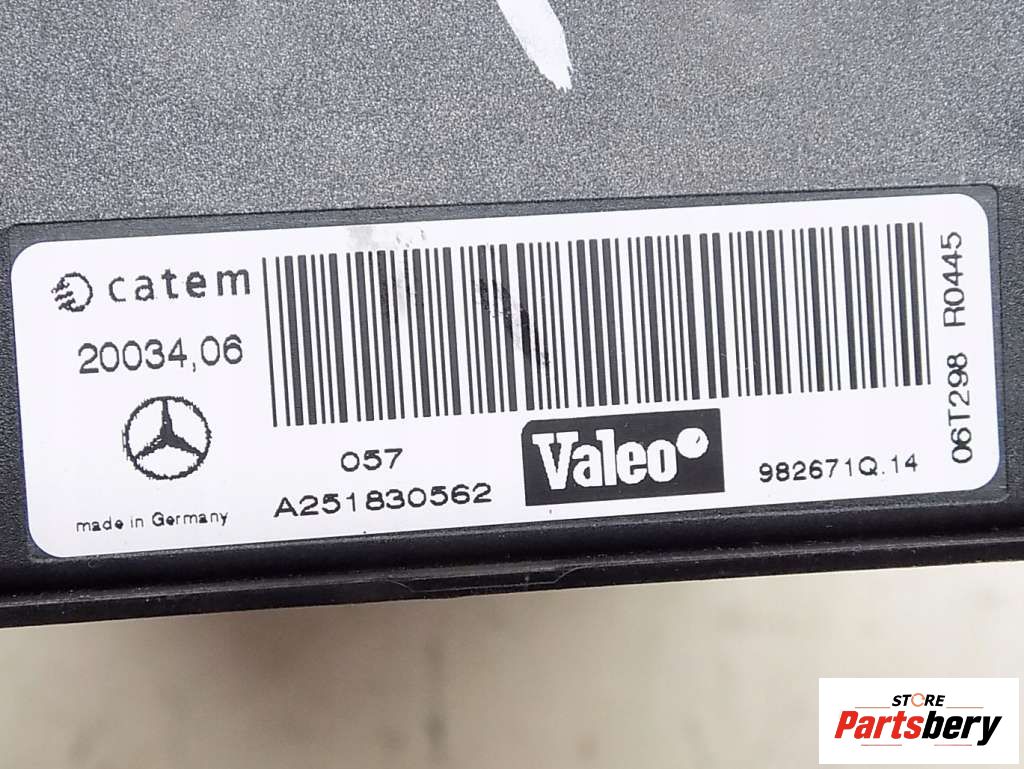 catem
20034,06
made in Germany
057
A251830562
Valeo
982671Q.14
06T298 R0445
STORE
Partsbery